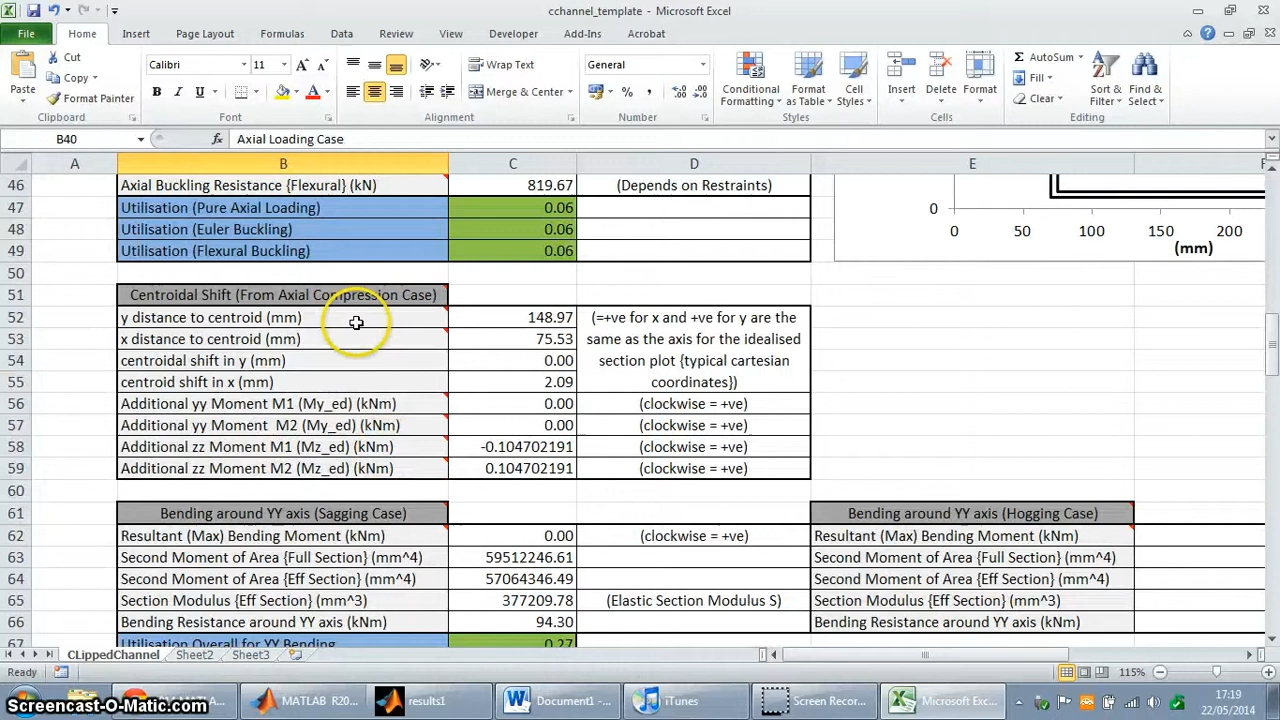 cchannel_template - Microsoft Excel
File Home Insert Page Layout Formulas Data Review View Developer Add-Ins Acrobat
Paste
Cut
Copy
Format Painter
Clipboard
Calibri 11
B I U
Font
Wrap Text
Merge & Center
Alignment
General
Number
Conditional Formatting
Format as Table
Cell Styles
Styles
Insert
Delete
Format
Cells
AutoSum
Fill
Clear
Sort & Filter
Find & Select
Editing
B40 fx Axial Loading Case
A B C D E F
46 Axial Buckling Resistance {Flexural} (kN) 819.67 (Depends on Restraints)
47 Utilisation (Pure Axial Loading) 0.06
48 Utilisation (Euler Buckling) 0.06
49 Utilisation (Flexural Buckling) 0.06
0
0 50 100 150 200
(mm)
50
51 Centroidal Shift (From Axial Compression Case)
52 y distance to centroid (mm) 148.97 (=+ve for x and +ve for y are the
53 x distance to centroid (mm) 75.53 same as the axis for the idealised
54 centroidal shift in y (mm) 0.00 section plot {typical cartesian
55 centroid shift in x (mm) 2.09 coordinates})
56 Additional yy Moment M1 (My_ed) (kNm) 0.00 (clockwise = +ve)
57 Additional yy Moment M2 (My_ed) (kNm) 0.00 (clockwise = +ve)
58 Additional zz Moment M1 (Mz_ed) (kNm) -0.104702191 (clockwise = +ve)
59 Additional zz Moment M2 (Mz_ed) (kNm) 0.104702191 (clockwise = +ve)
60
61 Bending around YY axis (Sagging Case) Bending around YY axis (Hogging Case)
62 Resultant (Max) Bending Moment (kNm) 0.00 (clockwise = +ve) Resultant (Max) Bending Moment (kNm)
63 Second Moment of Area {Full Section} (mm^4) 59512246.61 Second Moment of Area {Full Section} (mm^4)
64 Second Moment of Area {Eff Section} (mm^4) 57064346.49 Second Moment of Area {Eff Section} (mm^4)
65 Section Modulus {Eff Section} (mm^3) 377209.78 (Elastic Section Modulus S) Section Modulus {Eff Section} (mm^3)
66 Bending Resistance around YY axis (kNm) 94.30 Bending Resistance around YY axis (kNm)
67 Utilisation Overall for YY Bending 0.27
CLippedChannel Sheet2 Sheet3
Ready 115%
MATLAB R20... results1 Document1 -... iTunes Screen Recor... Microsoft Exc... 17:19
Screencast-O-Matic.com 22/05/2014